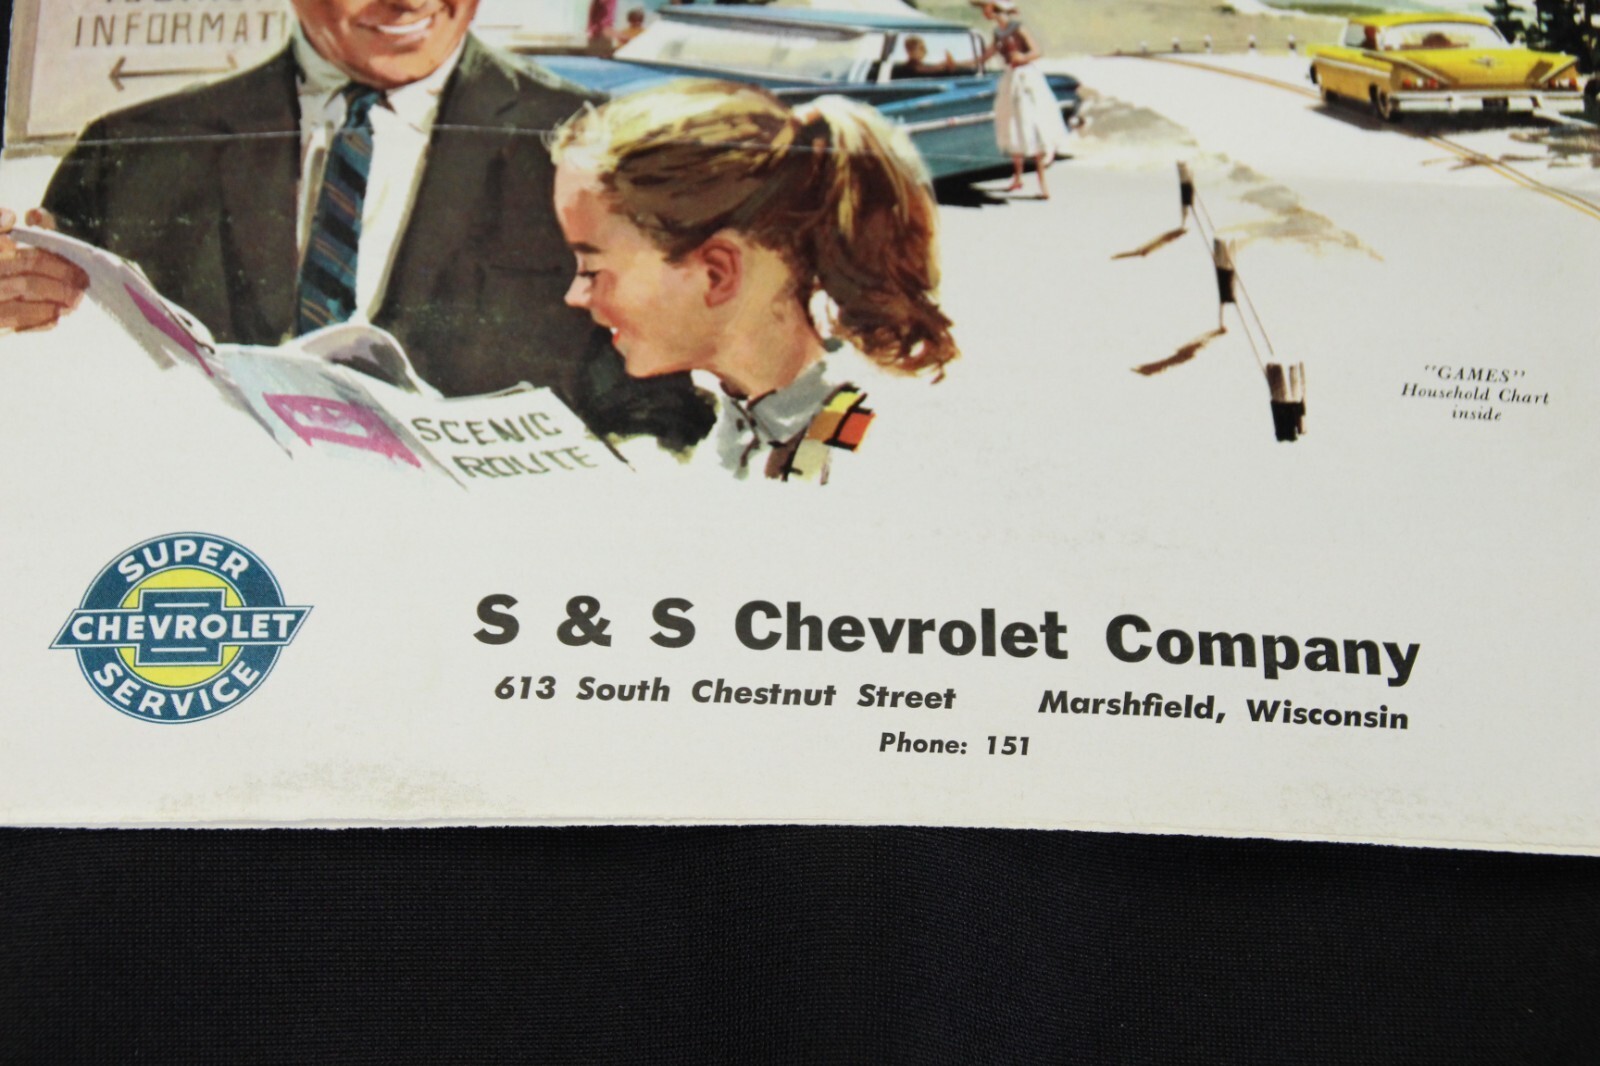 INFORMATI
SCENIC
ROUTE
"GAMES"
Household Chart
inside
SUPER
CHEVROLET
SERVICE
S & S Chevrolet Company
613 South Chestnut Street Marshfield, Wisconsin
Phone: 151